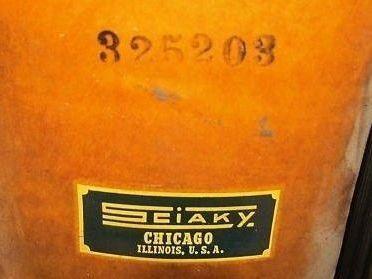 325203
SCIAKY
CHICAGO
ILLINOIS, U. S. A.